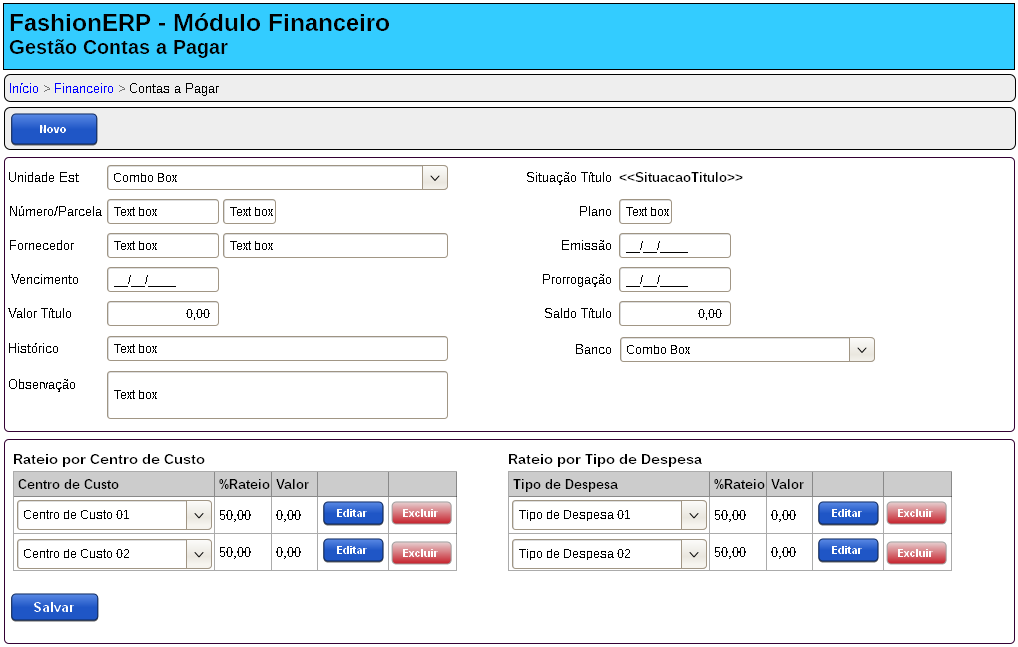 FashionERP - Módulo Financeiro
Gestão Contas a Pagar
Início > Financeiro > Contas a Pagar
Novo
Unidade Est Combo Box Situação Título <<SituacaoTitulo>>
Número/Parcela Text box Text box Plano Text box
Fornecedor Text box Text box Emissão __/__/____
Vencimento __/__/____ Prorrogação __/__/____
Valor Título 0,00 Saldo Título 0,00
Histórico Text box Banco Combo Box
Observação Text box
Rateio por Centro de Custo Rateio por Tipo de Despesa
Centro de Custo %Rateio Valor Tipo de Despesa %Rateio Valor
Centro de Custo 01 50,00 0,00 Editar Excluir Tipo de Despesa 01 50,00 0,00 Editar Excluir
Centro de Custo 02 50,00 0,00 Editar Excluir Tipo de Despesa 02 50,00 0,00 Editar Excluir
Salvar